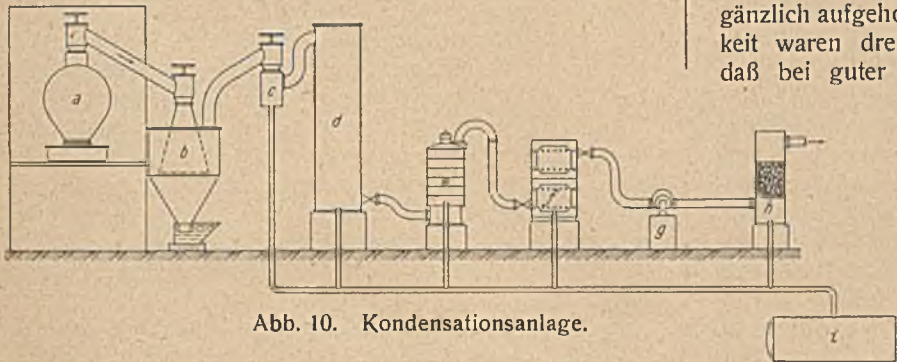 gänzlich aufgeho
keit waren dre
daß bei guter
a
b
c
d
e
f
g
h
i
Abb. 10. Kondensationsanlage.